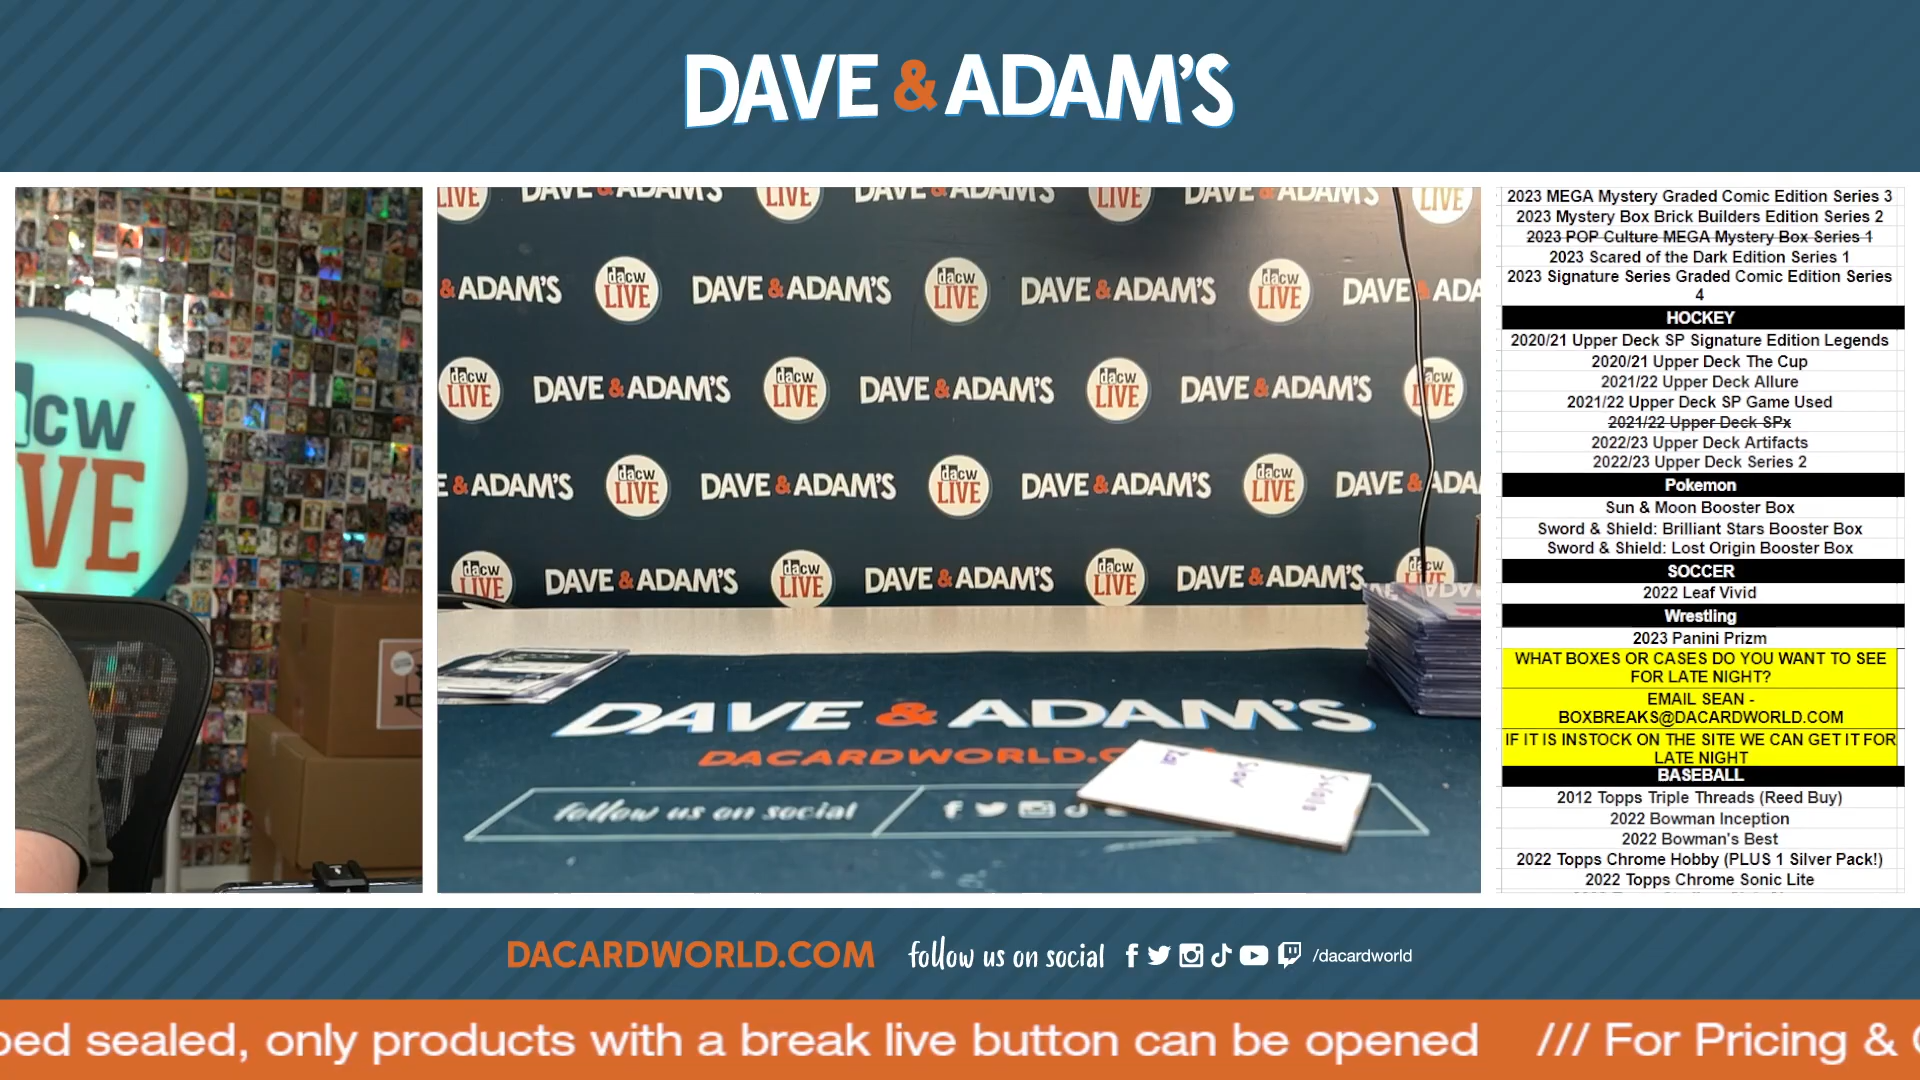 DAVE & ADAM'S
dacw
LIVE
DAVE & ADAM'S
dacw
LIVE
DAVE & ADAM'S
DACARDWORLD.C
follow us on social
2023 MEGA Mystery Graded Comic Edition Series 3
2023 Mystery Box Brick Builders Edition Series 2
2023 POP Culture MEGA Mystery Box Series 1
2023 Scared of the Dark Edition Series 1
2023 Signature Series Graded Comic Edition Series
4
HOCKEY
2020/21 Upper Deck SP Signature Edition Legends
2020/21 Upper Deck The Cup
2021/22 Upper Deck Allure
2021/22 Upper Deck SP Game Used
2021/22 Upper Deck SPx
2022/23 Upper Deck Artifacts
2022/23 Upper Deck Series 2
Pokemon
Sun & Moon Booster Box
Sword & Shield: Brilliant Stars Booster Box
Sword & Shield: Lost Origin Booster Box
SOCCER
2022 Leaf Vivid
Wrestling
2023 Panini Prizm
WHAT BOXES OR CASES DO YOU WANT TO SEE
FOR LATE NIGHT?
EMAIL SEAN -
BOXBREAKS@DACARDWORLD.COM
IF IT IS INSTOCK ON THE SITE WE CAN GET IT FOR
LATE NIGHT
BASEBALL
2012 Topps Triple Threads (Reed Buy)
2022 Bowman Inception
2022 Bowman's Best
2022 Topps Chrome Hobby (PLUS 1 Silver Pack!)
2022 Topps Chrome Sonic Lite
DACARDWORLD.COM follow us on social /dacardworld
ped sealed, only products with a break live button can be opened /// For Pricing &